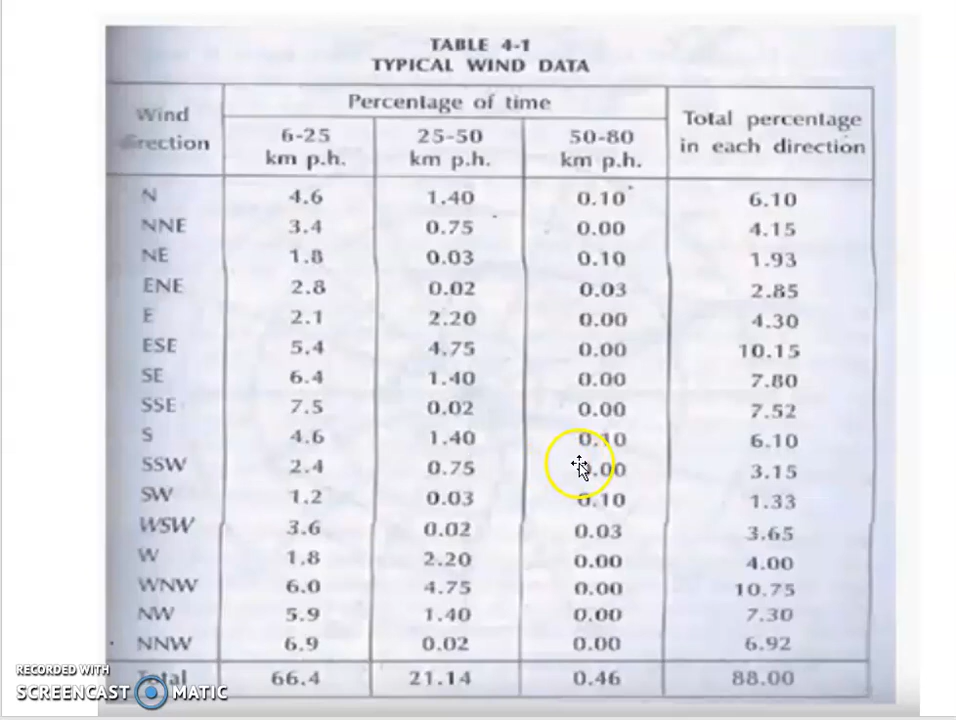 TABLE 4-1
TYPICAL WIND DATA
Wind direction Percentage of time Total percentage in each direction
6-25 km p.h. 25-50 km p.h. 50-80 km p.h.
N 4.6 1.40 0.10 6.10
NNE 3.4 0.75 0.00 4.15
NE 1.8 0.03 0.10 1.93
ENE 2.8 0.02 0.03 2.85
E 2.1 2.20 0.00 4.30
ESE 5.4 4.75 0.00 10.15
SE 6.4 1.40 0.00 7.80
SSE 7.5 0.02 0.00 7.52
S 4.6 1.40 0.10 6.10
SSW 2.4 0.75 0.00 3.15
SW 1.2 0.03 0.10 1.33
WSW 3.6 0.02 0.03 3.65
W 1.8 2.20 0.00 4.00
WNW 6.0 4.75 0.00 10.75
NW 5.9 1.40 0.00 7.30
NNW 6.9 0.02 0.00 6.92
Total 66.4 21.14 0.46 88.00
RECORDED WITH
SCREENCAST MATIC